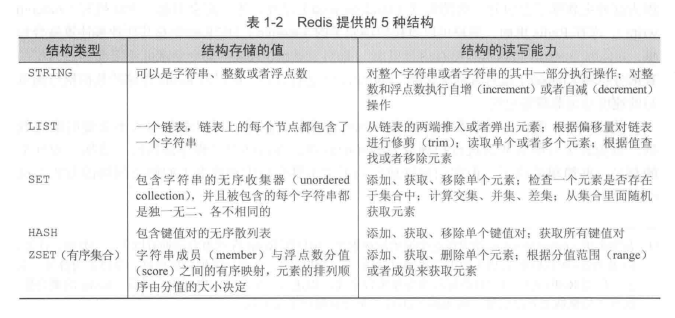 表 1-2 Redis 提供的 5 种结构
结构类型 结构存储的值 结构的读写能力
STRING 可以是字符串、整数或者浮点数 对整个字符串或者字符串的其中一部分执行操作；对整
数和浮点数执行自增（increment）或者自减（decrement）
操作
LIST 一个链表，链表上的每个节点都包含了 从链表的两端推入或者弹出元素；根据偏移量对链表
一个字符串 进行修剪（trim）；读取单个或者多个元素；根据值查
找或者移除元素
SET 包含字符串的无序收集器（unordered 添加、获取、移除单个元素；检查一个元素是否存在
collection），并且被包含的每个字符串都 于集合中；计算交集、并集、差集；从集合里面随机
是独一无二、各不相同的 获取元素
HASH 包含键值对的无序散列表 添加、获取、移除单个键值对；获取所有键值对
ZSET（有序集合） 字符串成员（member）与浮点数分值 添加、获取、删除单个元素；根据分值范围（range）
（score）之间的有序映射，元素的排列顺 或者成员来获取元素
序由分值的大小决定